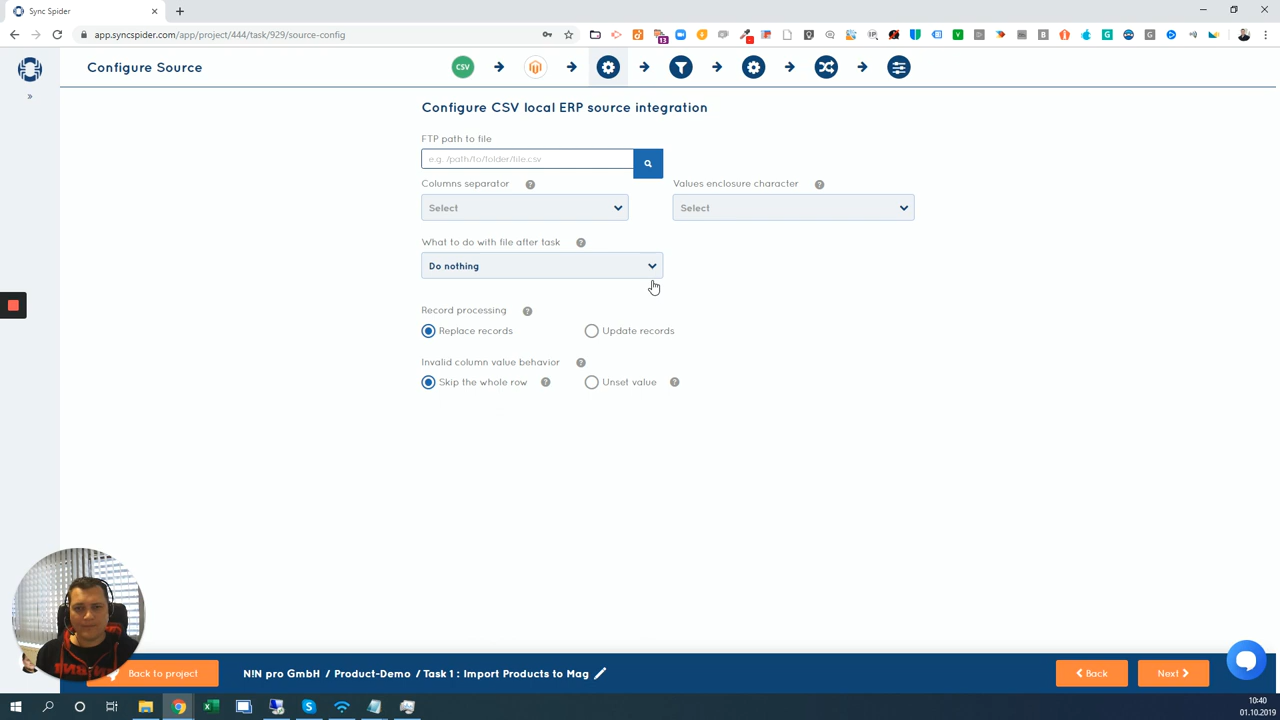 Sync Spider
app.syncspider.com/app/project/444/task/929/source-config
Configure Source
CSV
Configure CSV local ERP source integration
FTP path to file
e.g. /path/to/folder/file.csv
Columns separator
Values enclosure character
Select
Select
What to do with file after task
Do nothing
Record processing
Replace records
Update records
Invalid column value behavior
Skip the whole row
Unset value
Back to project
N!N pro GmbH / Product-Demo / Task 1 : Import Products to Mag
Back
Next
10:40
01.10.2019